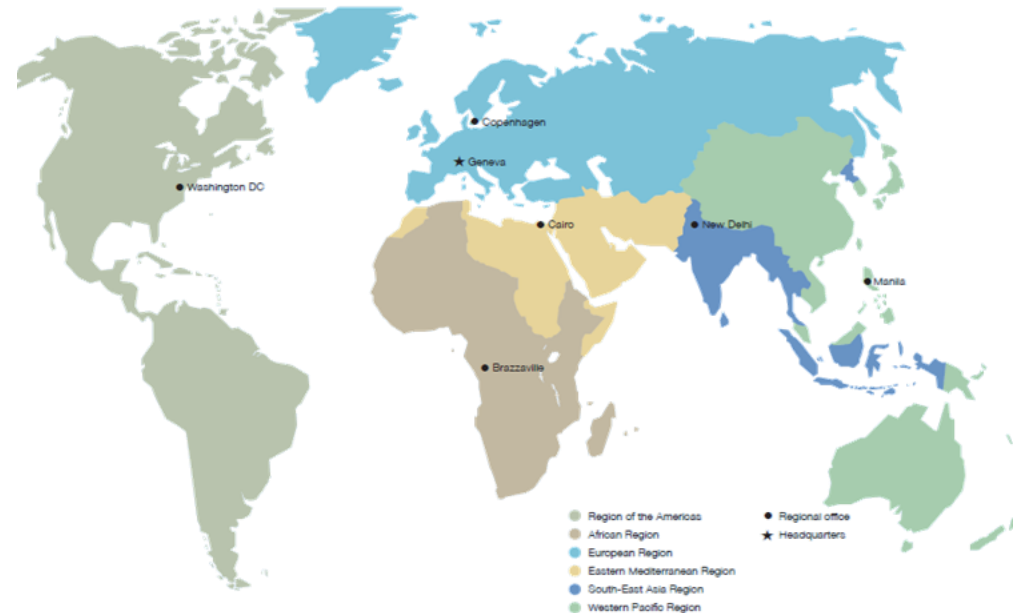 Copenhagen
Geneva
Washington DC
Cairo
New Delhi
Manila
Brazzaville
Region of the Americas
African Region
European Region
Eastern Mediterranean Region
South-East Asia Region
Western Pacific Region
Regional office
Headquarters